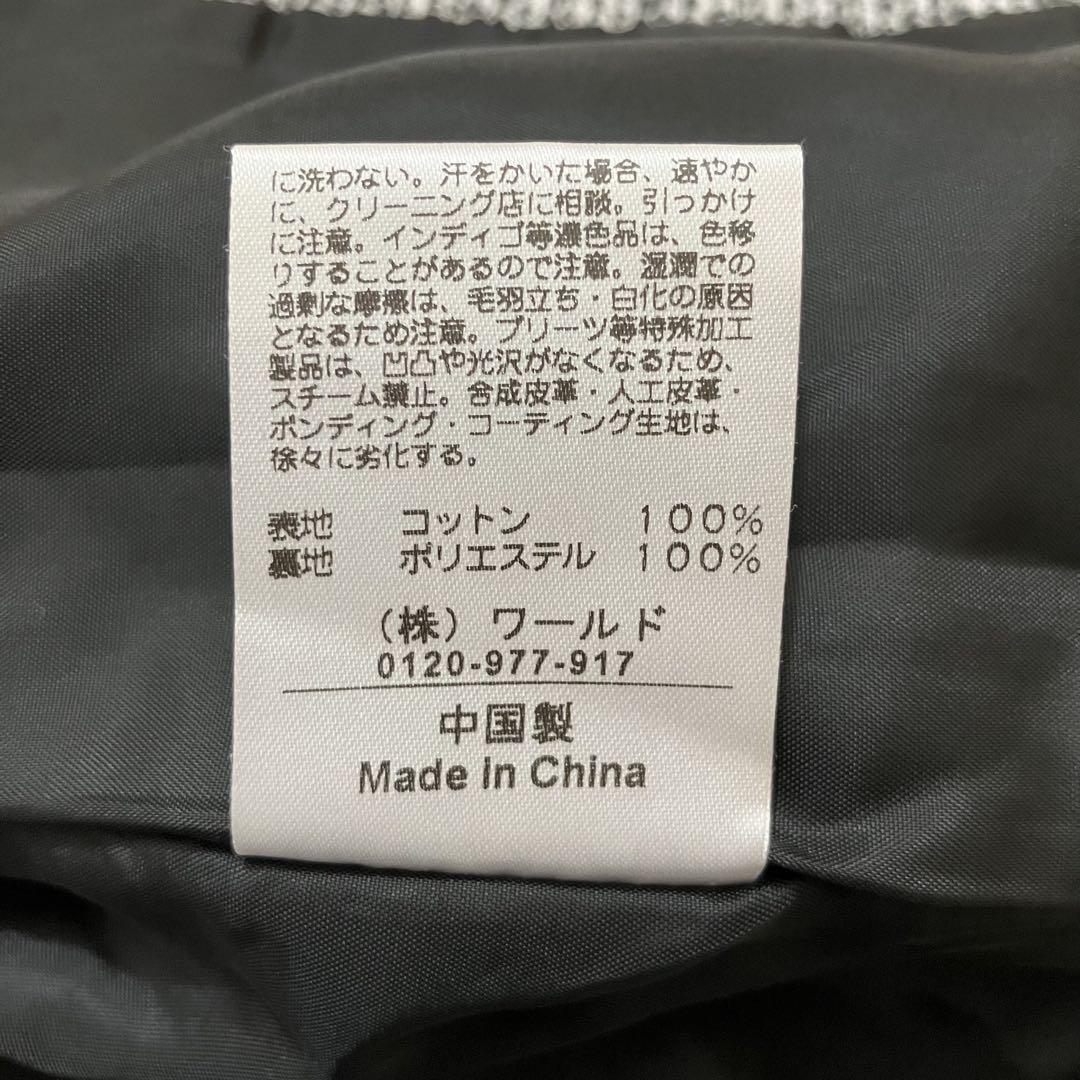 に洗わない。汗をかいた場合、速やか
に、クリーニング店に相談。引っかけ
に注意。インディゴ等濃色品は、色移
りすることがあるので注意。湿潤での
過剰な摩擦は、毛羽立ち・白化の原因
となるため注意。プリーツ等特殊加工
製品は、凹凸や光沢がなくなるため、
スチーム禁止。合成皮革・人工皮革・
ボンディング・コーティング生地は、
徐々に劣化する。
表地 コットン 100%
裏地 ポリエステル 100%
(株) ワールド
0120-977-917
中国製
Made in China